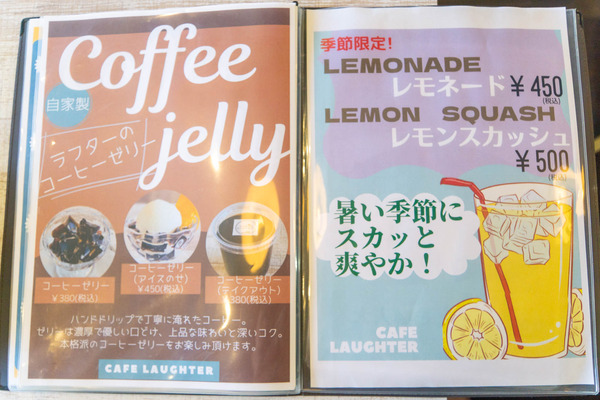 Coffee
jelly
自家製
ラフターの
コーヒーゼリー
コーヒーゼリー
¥380(税込)
コーヒーゼリー
(アイスのせ)
¥450(税込)
コーヒーゼリー
(テイクアウト)
¥380(税込)
ハンドドリップで丁寧に淹れたコーヒー。
ゼリーは濃厚で優しい口どけ、上品な味わいと深いコク。
本格派のコーヒーゼリーをお楽しみ頂けます。
CAFE LAUGHTER
季節限定!
LEMONADE
レモネード ¥450
(税込)
LEMON SQUASH
レモンスカッシュ
¥500
(税込)
暑い季節に
スカッと
爽やか！
CAFE
LAUGHTER